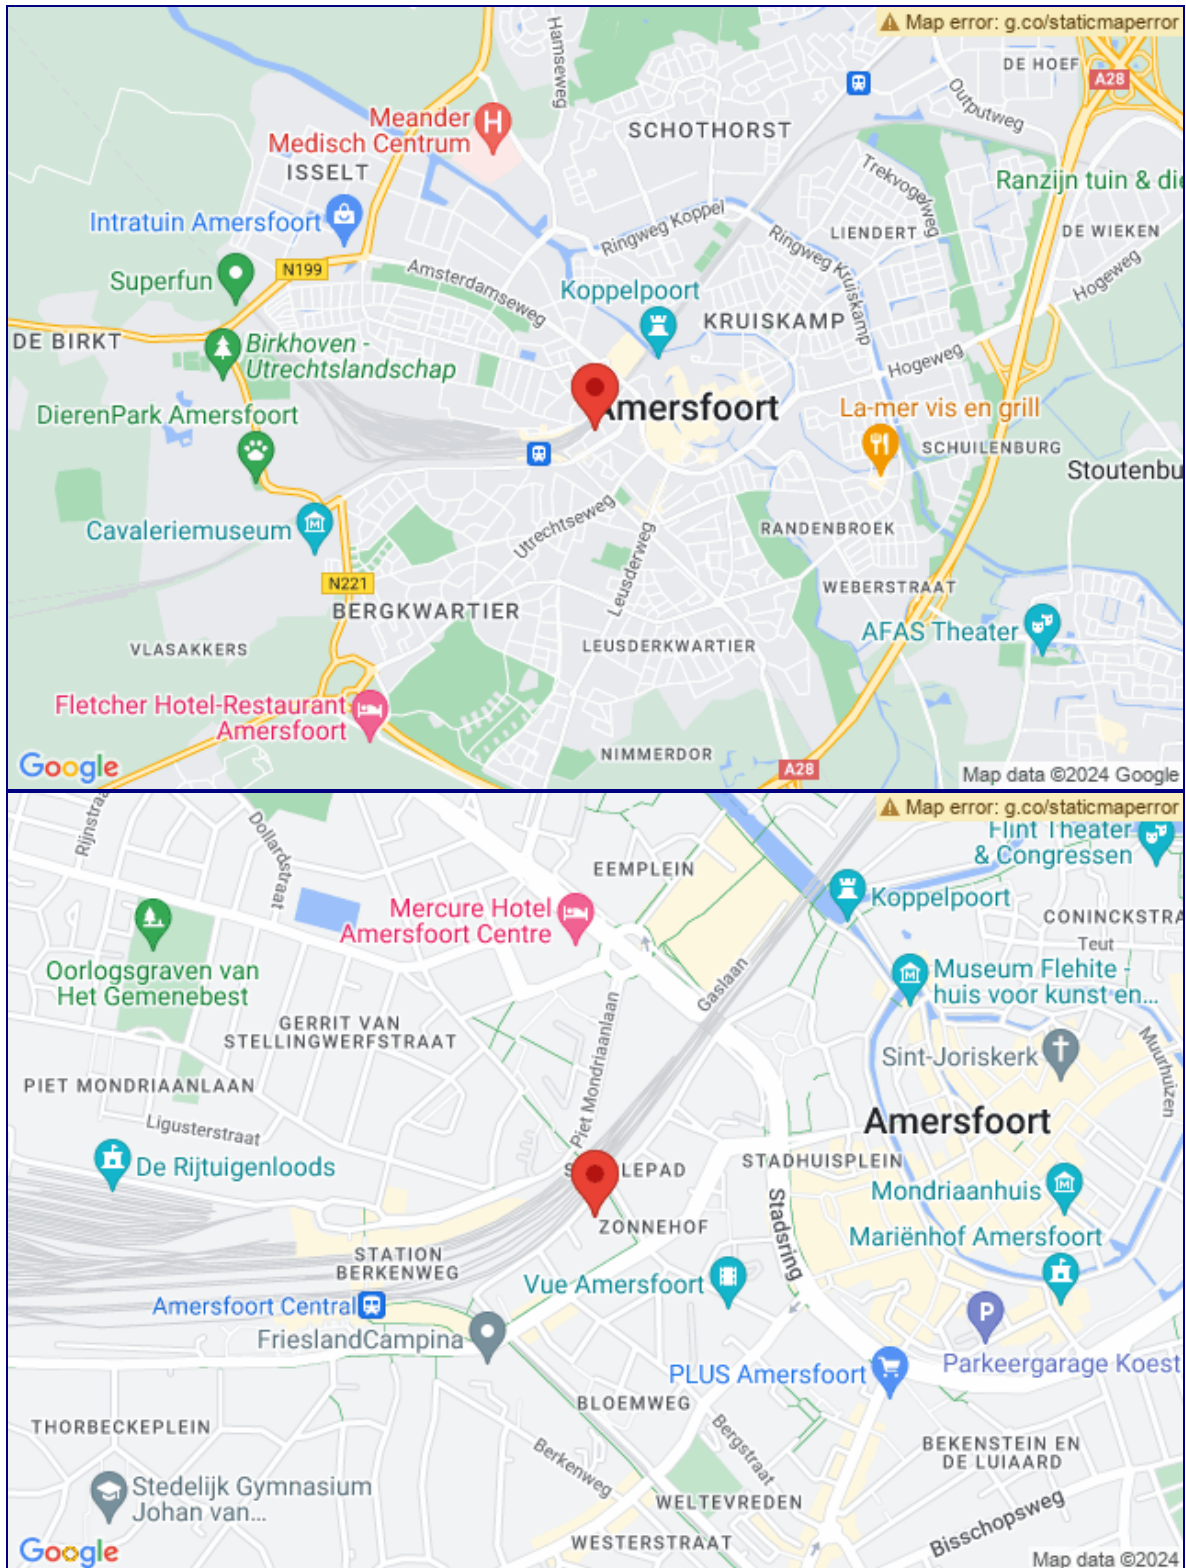 Map error: g.co/staticmaperror
Hamseweg
DE HOEF
A28
Outputweg
Meander
Medisch Centrum
SCHOTHORST
ISSELT
Trekvogelweg
Ranzijn tuin & die
Intratuin Amersfoort
Ringweg Koppel
LIENDERT
DE WIEKEN
Ringweg Kruiskamp
N199
Superfun
Amsterdamseweg
Koppelpoort
Hogeweg
DE BIRKT
KRUISKAMP
Birkhoven -
Utrechtslandschap
Hogeweg
DierenPark Amersfoort
Amersfoort
La-mer vis en grill
SCHUILENBURG
Stoutenbu
Cavaleriemuseum
Utrechtseweg
RANDENBROEK
Leusderweg
N221
WEBERSTRAAT
BERGKWARTIER
AFAS Theater
VLASAKKERS
LEUSDERKWARTIER
Fletcher Hotel-Restaurant
Amersfoort
NIMMERDOR
A28
Google
Map data ©2024 Google
Map error: g.co/staticmaperror
Rijnstraa
Dollardstraat
Flint Theater
& Congressen
EEMPLEIN
Koppelpoort
Mercure Hotel
Amersfoort Centre
CONINCKSTRA
Teut
Oorlogsgraven van
Het Gemenebest
Museum Flehite -
huis voor kunst en...
Gaslaan
GERRIT VAN
STELLINGWERFSTRAAT
Piet Mondriaanlaan
Sint-Joriskerk
Muurhuizen
PIET MONDRIAANLAAN
Ligusterstraat
Amersfoort
De Rijtuigenloods
STADHUISPLEIN
Mondriaanhuis
Stadsring
ZONNEHOF
Mariënhof Amersfoort
STATION
BERKENWEG
Vue Amersfoort
Amersfoort Central
P
FrieslandCampina
PLUS Amersfoort
Parkeergarage Koest
BLOEMWEG
THORBECKEPLEIN
Bergstraat
BEKENSTEIN EN
DE LUIAARD
Berkenweg
Stedelijk Gymnasium
Johan van...
WELTEVREDEN
Bisschopsweg
WESTERSTRAAT
Google
Map data ©2024